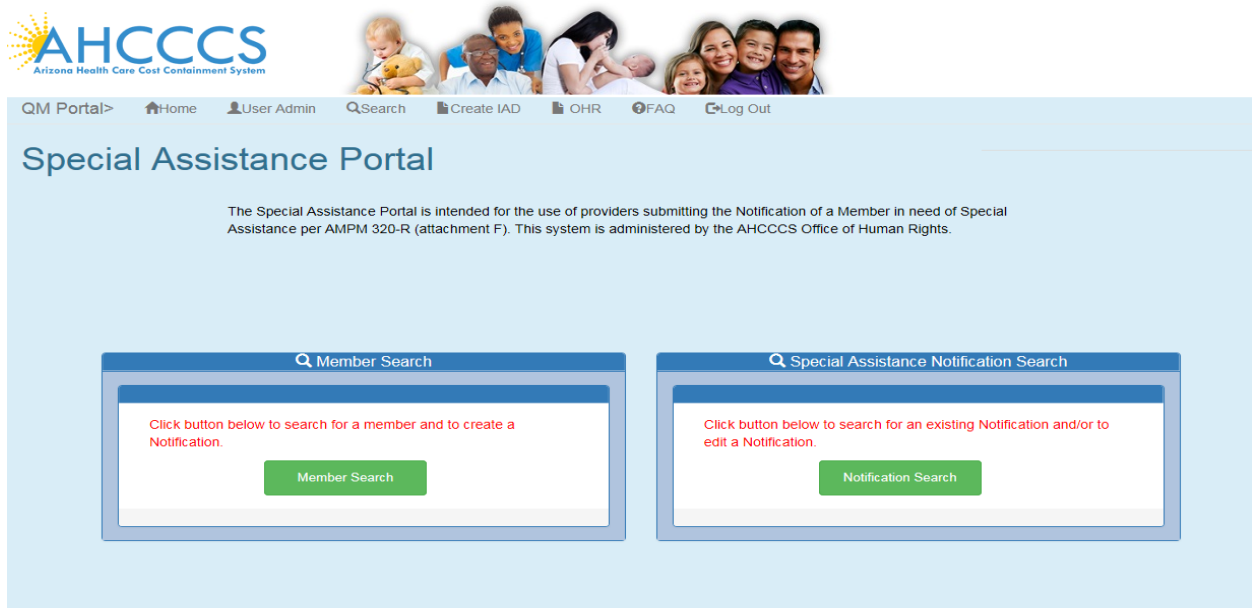 AHCCCS
Arizona Health Care Cost Containment System
QM Portal> Home User Admin Search Create IAD OHR FAQ Log Out
Special Assistance Portal
The Special Assistance Portal is intended for the use of providers submitting the Notification of a Member in need of Special
Assistance per AMPM 320-R (attachment F). This system is administered by the AHCCCS Office of Human Rights.
Member Search
Click button below to search for a member and to create a
Notification.
Member Search
Special Assistance Notification Search
Click button below to search for an existing Notification and/or to
edit a Notification.
Notification Search